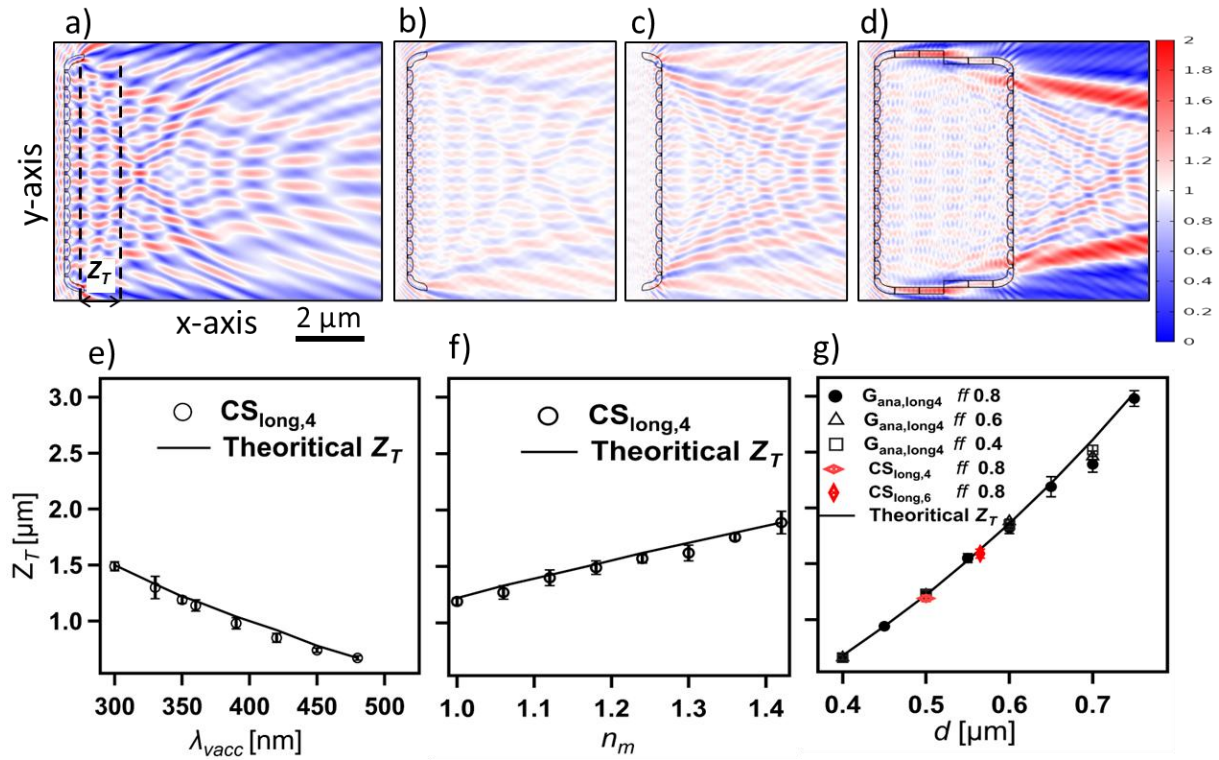 a)
b)
c)
d)
y-axis
Z_T
x-axis
2 μm
2
1.8
1.6
1.4
1.2
1
0.8
0.6
0.4
0.2
0
e)
CS_long,4
Theoritical Z_T
Z_T [μm]
3.0
2.5
2.0
1.5
1.0
300 350 400 450 500
λ_vacc [nm]
f)
CS_long,4
Theoritical Z_T
1.0 1.1 1.2 1.3 1.4
n_m
g)
G_ana,long4 ff 0.8
G_ana,long4 ff 0.6
G_ana,long4 ff 0.4
CS_long,4 ff 0.8
CS_long,6 ff 0.8
Theoritical Z_T
0.4 0.5 0.6 0.7
d [μm]